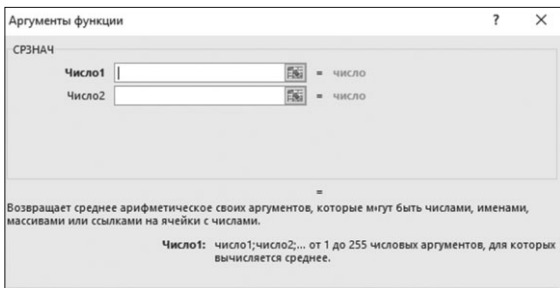 Аргументы функции ? ×
СРЗНАЧ
Число1 = число
Число2 = число
=
Возвращает среднее арифметическое своих аргументов, которые могут быть числами, именами,
массивами или ссылками на ячейки с числами.
Число1: число1;число2;... от 1 до 255 числовых аргументов, для которых
вычисляется среднее.